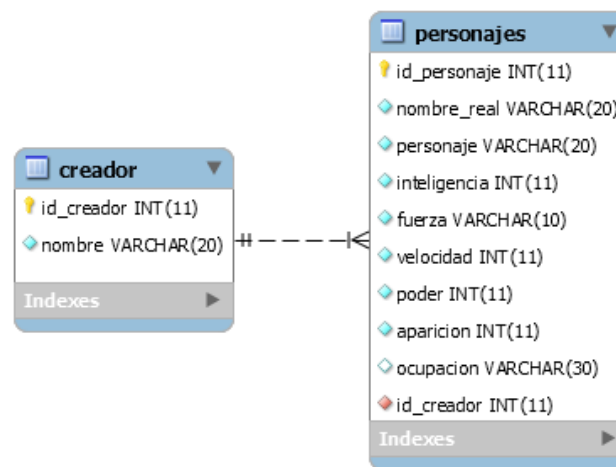 creador
id_creador INT(11)
nombre VARCHAR(20)
Indexes
personajes
id_personaje INT(11)
nombre_real VARCHAR(20)
personaje VARCHAR(20)
inteligencia INT(11)
fuerza VARCHAR(10)
velocidad INT(11)
poder INT(11)
aparicion INT(11)
ocupacion VARCHAR(30)
id_creador INT(11)
Indexes